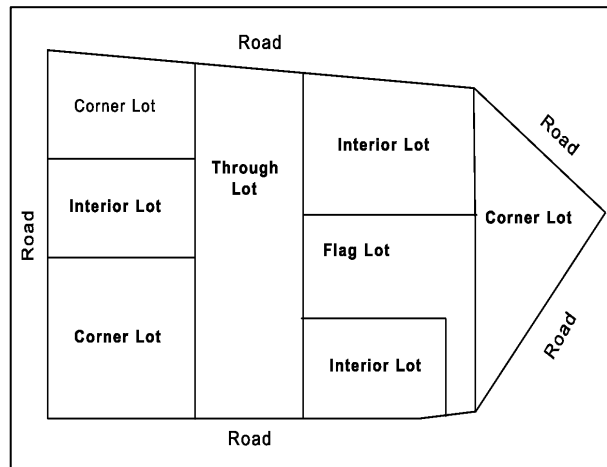 Road
Corner Lot
Interior Lot
Road
Through
Lot
Interior Lot
Corner Lot
Road
Flag Lot
Road
Corner Lot
Interior Lot
Road